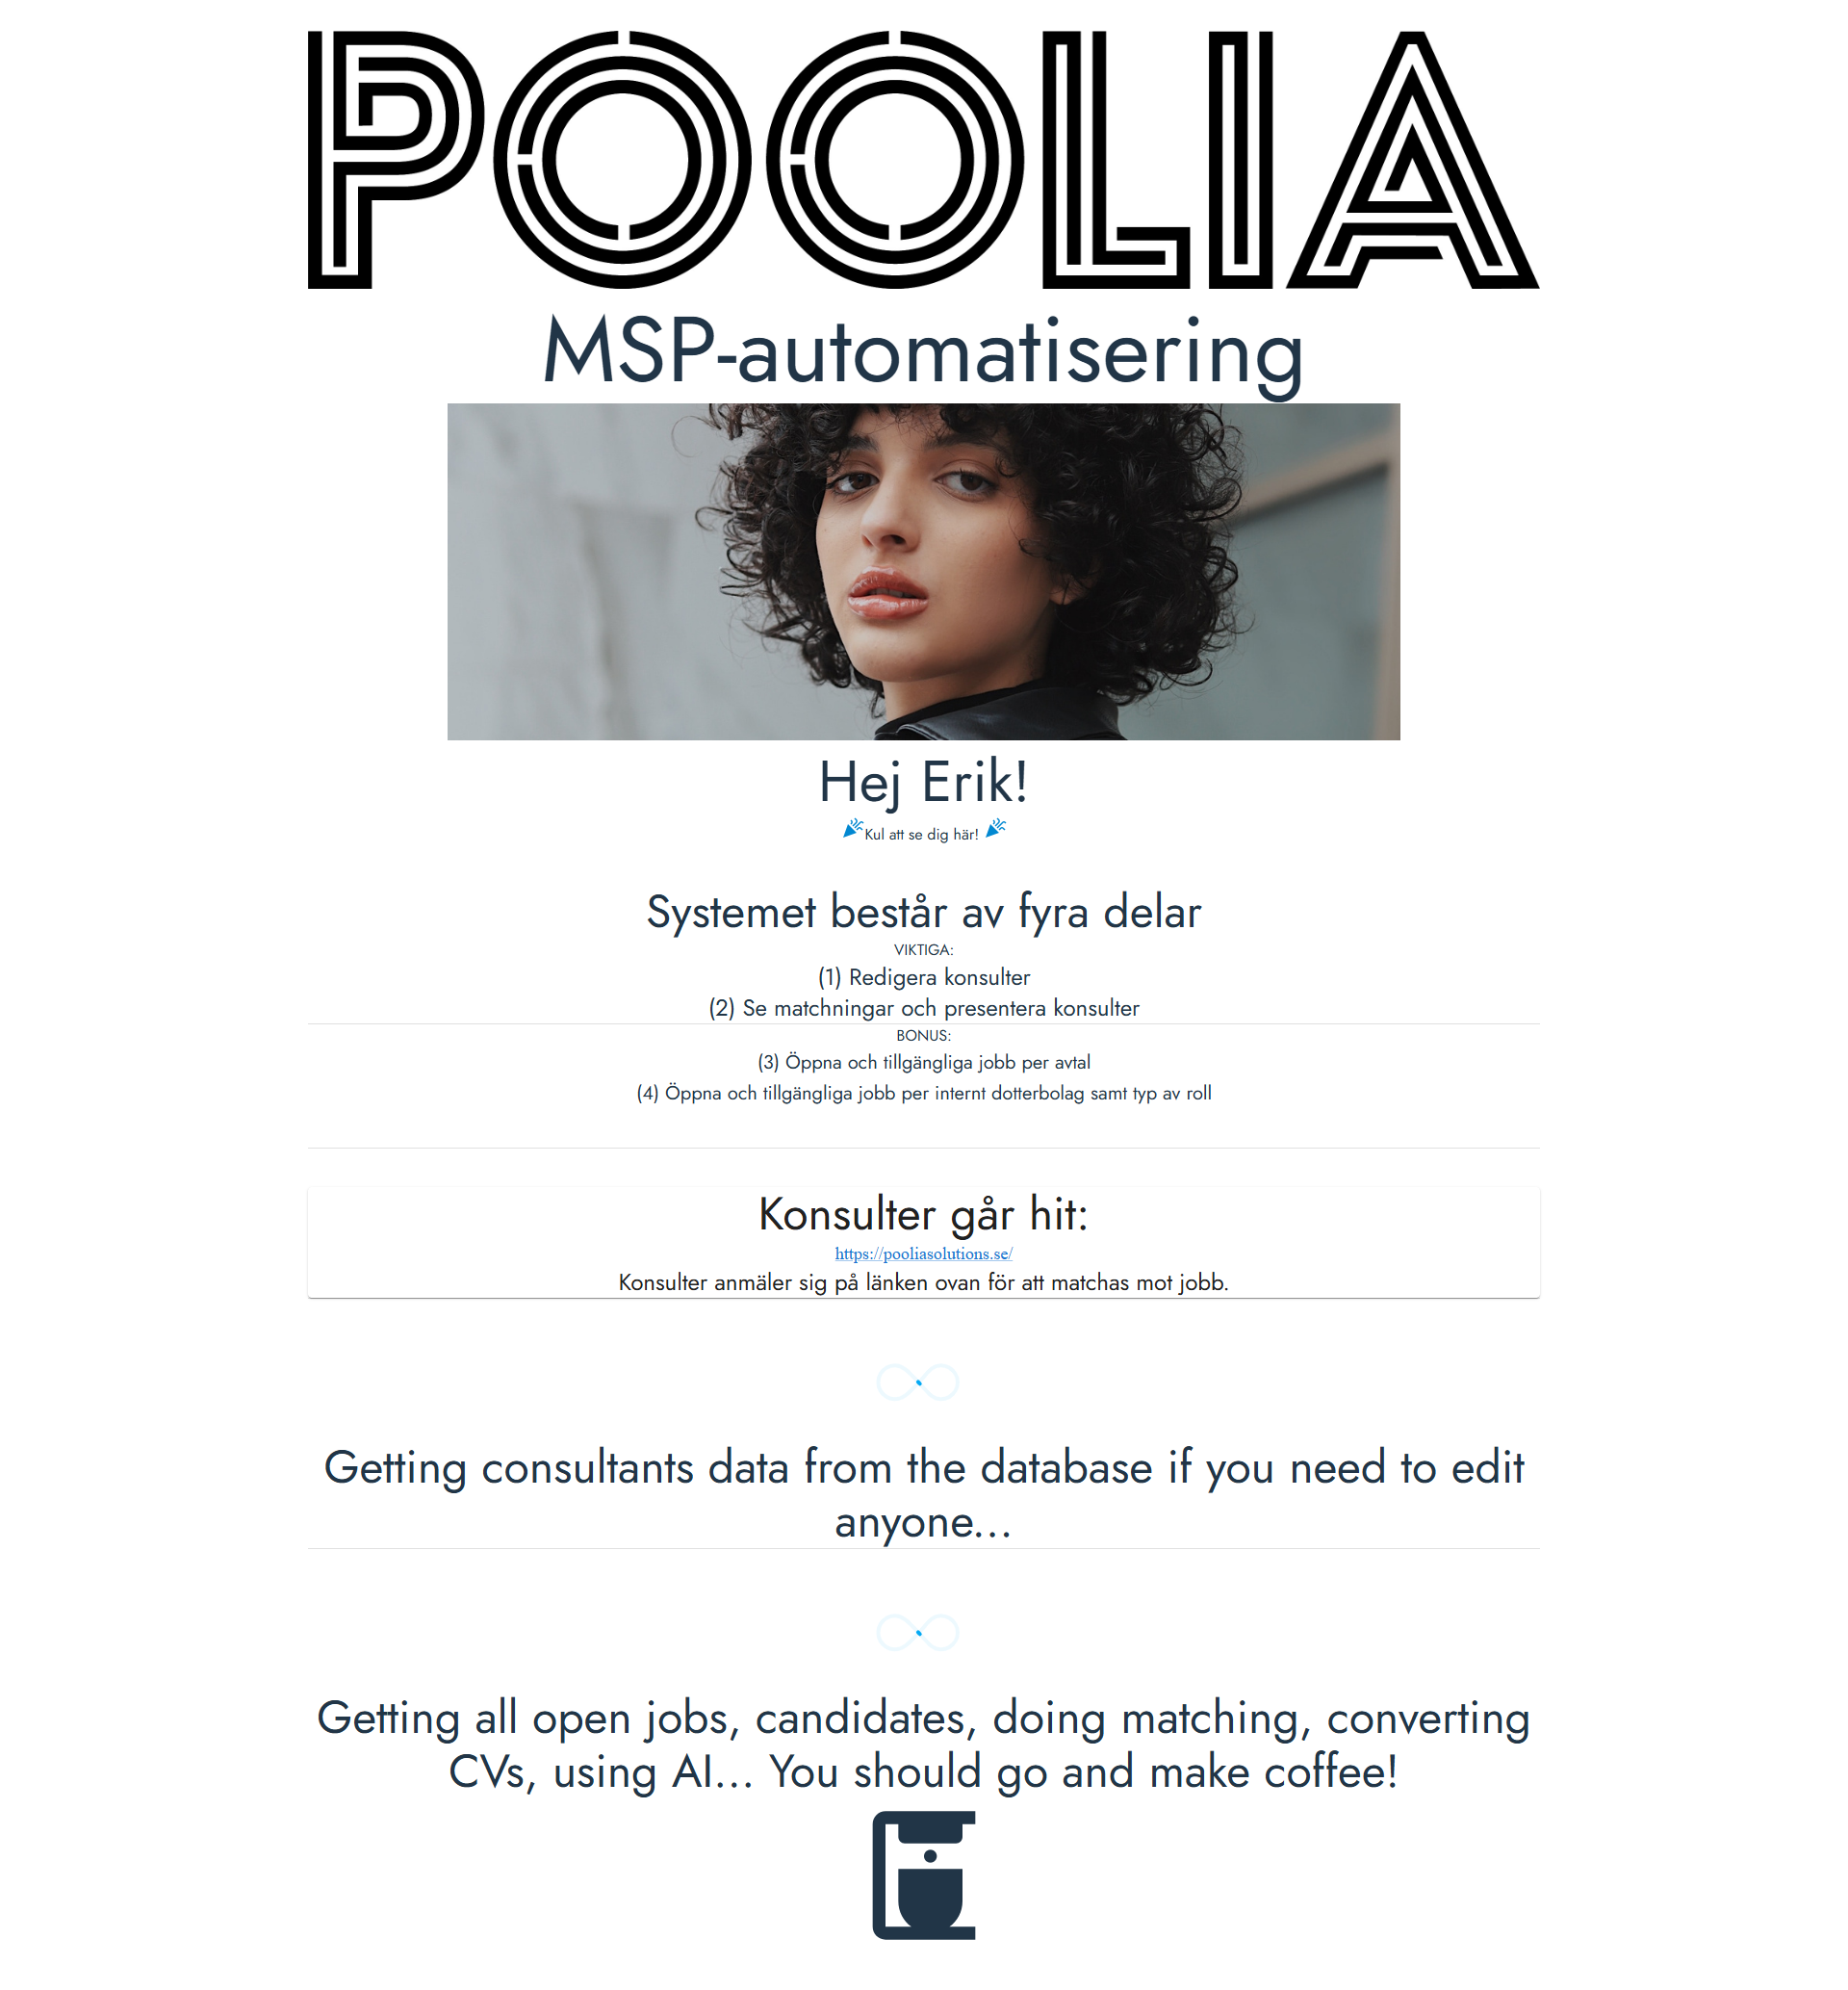 POOLIA
MSP-automatisering
Hej Erik!
Kul att se dig här!
Systemet består av fyra delar
VIKTIGA:
(1) Redigera konsulter
(2) Se matchningar och presentera konsulter
BONUS:
(3) Öppna och tillgängliga jobb per avtal
(4) Öppna och tillgängliga jobb per internt dotterbolag samt typ av roll
Konsulter går hit:
https://pooliasolutions.se/
Konsulter anmäler sig på länken ovan för att matchas mot jobb.
Getting consultants data from the database if you need to edit
anyone...
Getting all open jobs, candidates, doing matching, converting
CVs, using AI... You should go and make coffee!